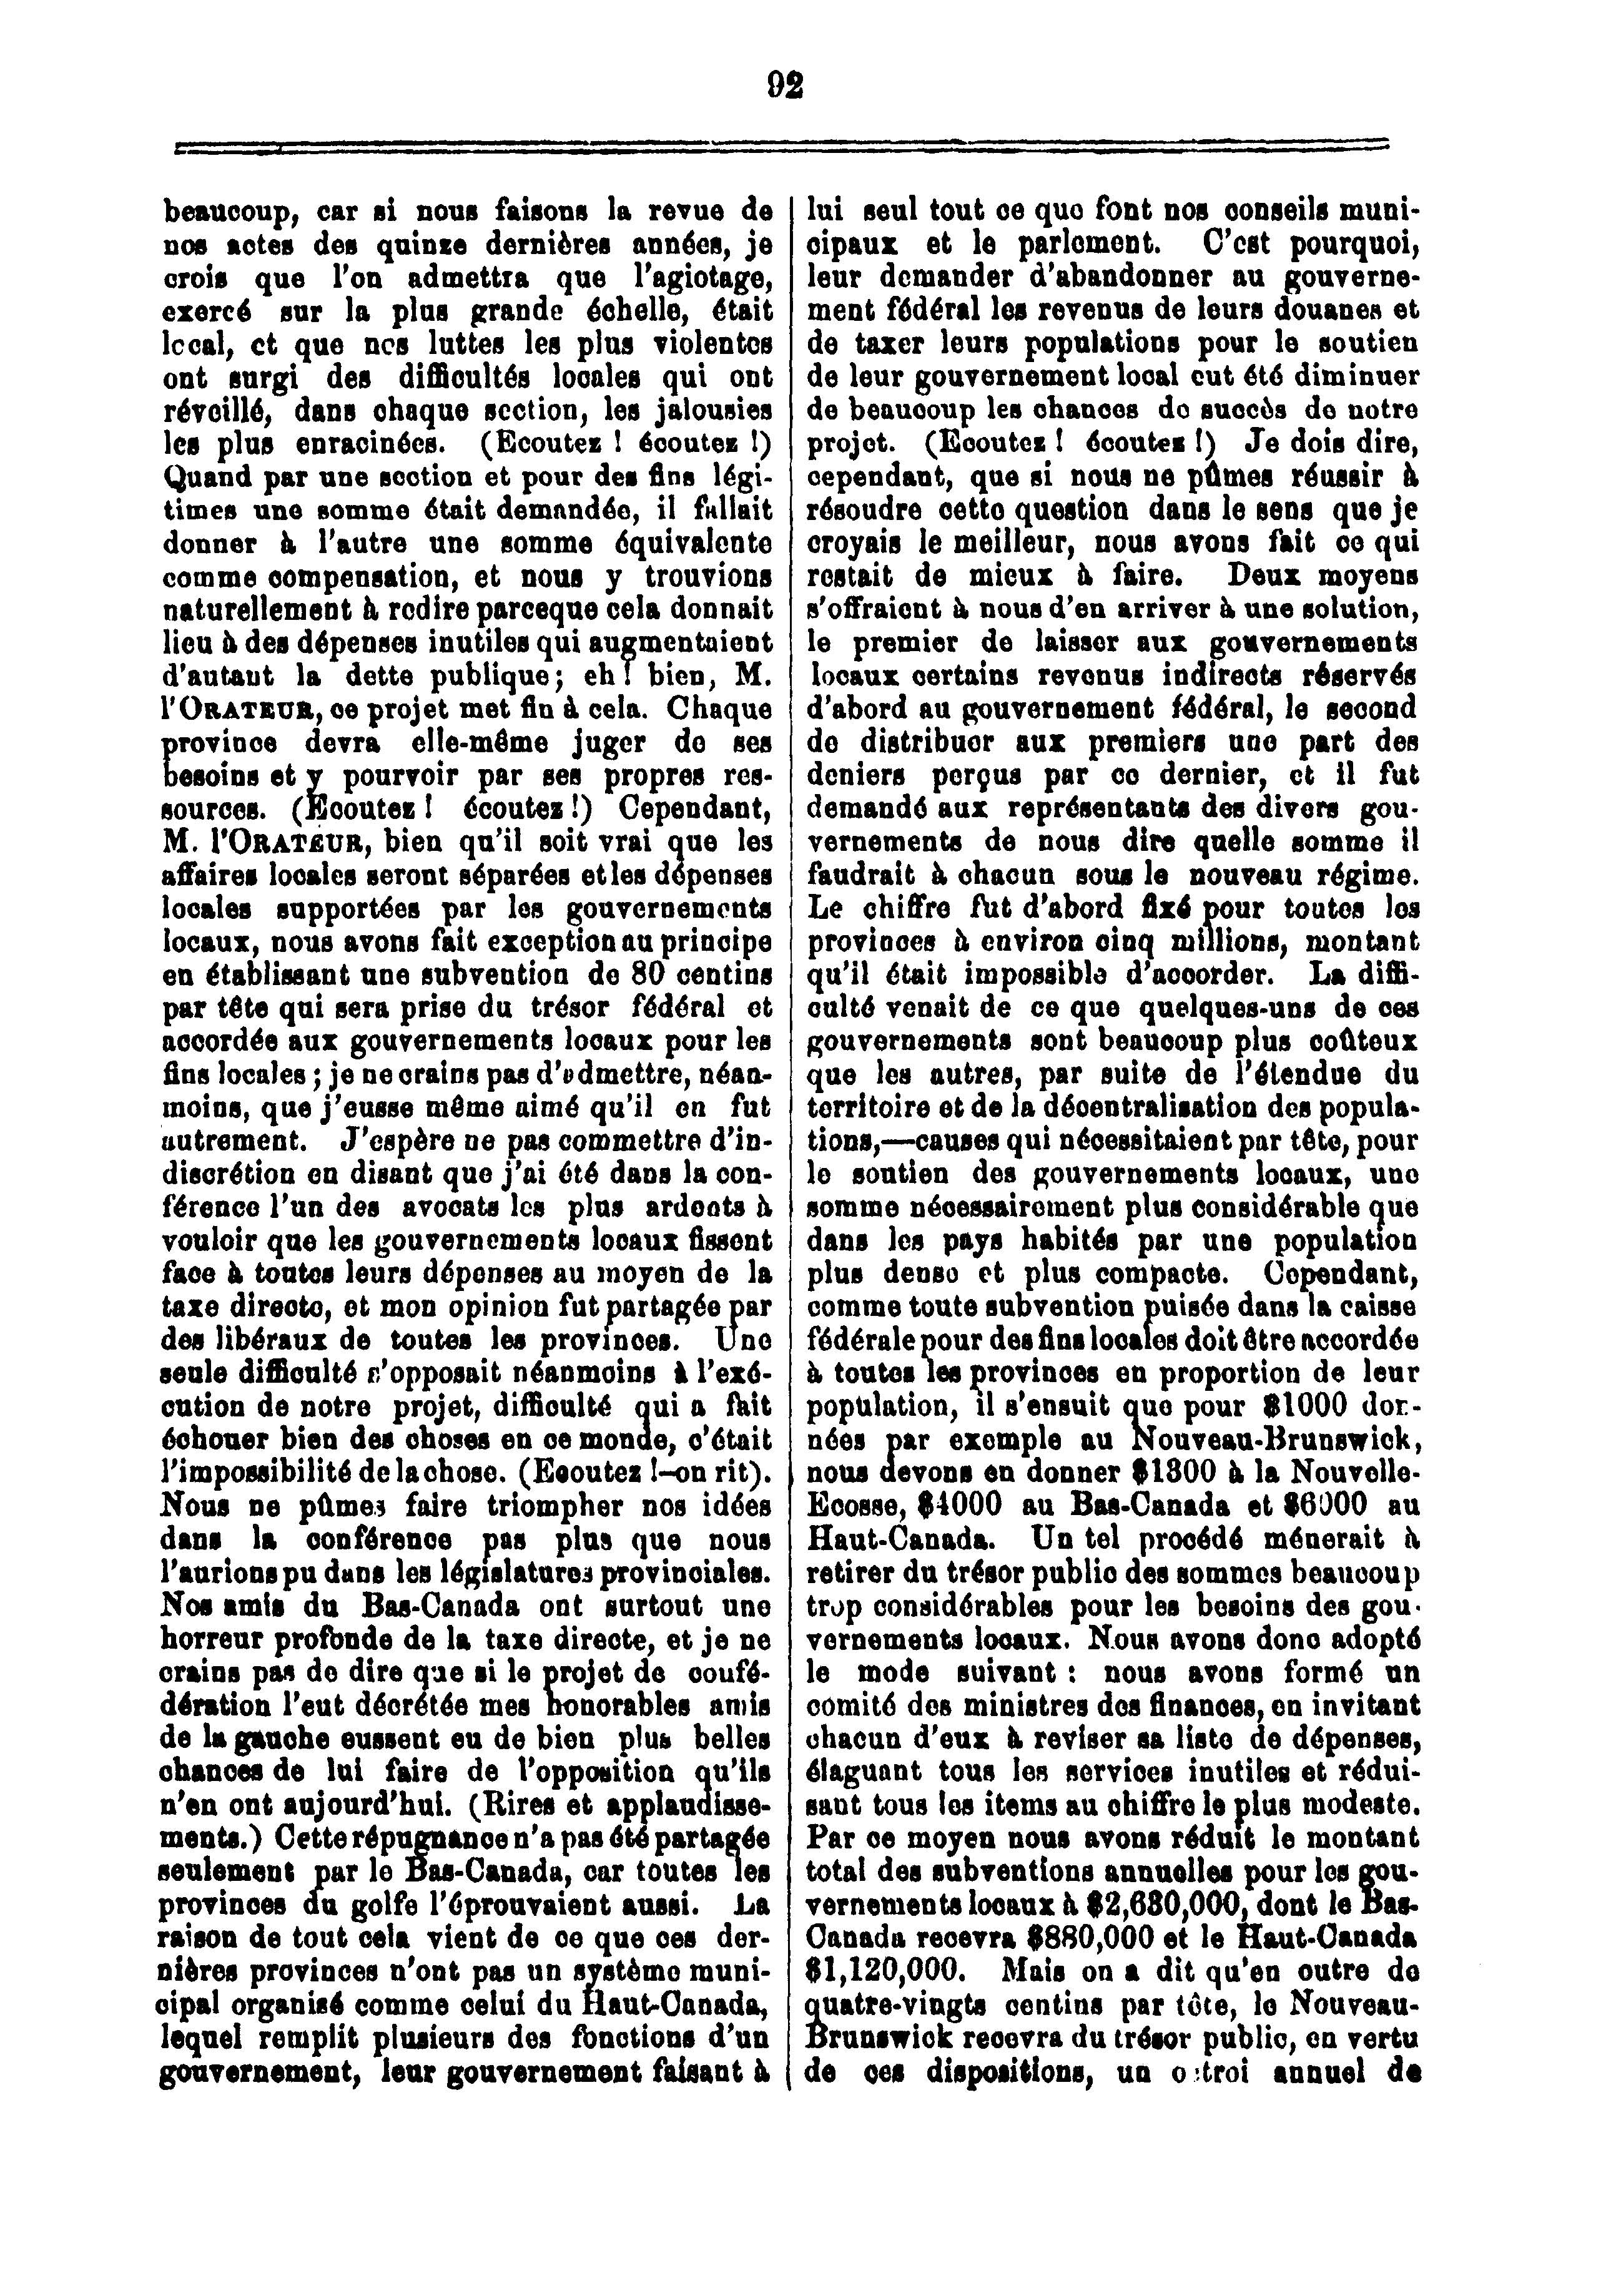 92
beaucoup, car si nous faisons la revue de
nos actes des quinze dernières années, je
crois que l'on admettra que l'agiotage,
exercé sur la plus grande échelle, était
local, et que nos luttes les plus violentes
ont surgi des difficultés locales qui ont
réveillé, dans chaque section, les jalousies
les plus enracinées. (Ecoutez ! écoutez !)
Quand par une section et pour des fins légi-
times une somme était demandée, il fallait
donner à l'autre une somme équivalente
comme compensation, et nous y trouvions
naturellement à redire parceque cela donnait
lieu à des dépenses inutiles qui augmentaient
d'autant la dette publique; eh ! bien, M.
l'ORATEUR, ce projet met fin à cela. Chaque
province devra elle-même juger de ses
besoins et y pourvoir par ses propres res-
sources. (Ecoutez ! écoutez !) Cependant,
M. l'ORATEUR, bien qu'il soit vrai que les
affaires locales seront séparées et les dépenses
locales supportées par les gouvernements
locaux, nous avons fait exception au principe
en établissant une subvention de 80 centins
par tête qui sera prise du trésor fédéral et
accordée aux gouvernements locaux pour les
fins locales ; je ne crains pas d'admettre, néan-
moins, que j'eusse même aimé qu'il en fut
autrement. J'espère ne pas commettre d'in-
discrétion en disant que j'ai été dans la con-
férence l'un des avocats les plus ardents à
vouloir que les gouvernements locaux fissent
face à toutes leurs dépenses au moyen de la
taxe directe, et mon opinion fut partagée par
des libéraux de toutes les provinces. Une
seule difficulté s'opposait néanmoins à l'exé-
cution de notre projet, difficulté qui a fait
échouer bien des choses en ce monde, c'était
l'impossibilité de la chose. (Ecoutez !—on rit).
Nous ne pûmes faire triompher nos idées
dans la conférence pas plus que nous
l'aurions pu dans les législatures provinciales.
Nos amis du Bas-Canada ont surtout une
horreur profonde de la taxe directe, et je ne
crains pas de dire que si le projet de confé-
dération l'eut décrétée mes honorables amis
de la gauche eussent eu de bien plus belles
chances de lui faire de l'opposition qu'ils
n'en ont aujourd'hui. (Rires et applaudisse-
ments.) Cette répugnance n'a pas été partagée
seulement par le Bas-Canada, car toutes les
provinces du golfe l'éprouvaient aussi. La
raison de tout cela vient de ce que ces der-
nières provinces n'ont pas un système muni-
cipal organisé comme celui du Haut-Canada,
lequel remplit plusieurs des fonctions d'un
gouvernement, leur gouvernement faisant à
lui seul tout ce que font nos conseils muni-
cipaux et le parlement. C'est pourquoi,
leur demander d'abandonner au gouverne-
ment fédéral les revenus de leurs douanes et
de taxer leurs populations pour le soutien
de leur gouvernement local eut été diminuer
de beaucoup les chances de succès de notre
projet. (Ecoutez ! écoutez !) Je dois dire,
cependant, que si nous ne pûmes réussir à
résoudre cette question dans le sens que je
croyais le meilleur, nous avons fait ce qui
restait de mieux à faire. Deux moyens
s'offraient à nous d'en arriver à une solution,
le premier de laisser aux gouvernements
locaux certains revenus indirects réservés
d'abord au gouvernement fédéral, le second
de distribuer aux premiers une part des
deniers perçus par ce dernier, et il fut
demandé aux représentants des divers gou-
vernements de nous dire quelle somme il
faudrait à chacun sous le nouveau régime.
Le chiffre fut d'abord fixé pour toutes les
provinces à environ cinq millions, montant
qu'il était impossible d'accorder. La diffi-
culté venait de ce que quelques-uns de ces
gouvernements sont beaucoup plus coûteux
que les autres, par suite de l'étendue du
territoire et de la décentralisation des popula-
tions,—causes qui nécessitaient par tête, pour
le soutien des gouvernements locaux, une
somme nécessairement plus considérable que
dans les pays habités par une population
plus dense et plus compacte. Cependant,
comme toute subvention puisée dans la caisse
fédérale pour des fins locales doit être accordée
à toutes les provinces en proportion de leur
population, il s'ensuit que pour $1000 don-
nées par exemple au Nouveau-Brunswick,
nous devons en donner $1300 à la Nouvelle-
Ecosse, $4000 au Bas-Canada et $6000 au
Haut-Canada. Un tel procédé ménerait à
retirer du trésor public des sommes beaucoup
trop considérables pour les besoins des gou-
vernements locaux. Nous avons donc adopté
le mode suivant : nous avons formé un
comité des ministres des finances, en invitant
chacun d'eux à reviser sa liste de dépenses,
élaguant tous les services inutiles et rédui-
sant tous les items au chiffre le plus modeste.
Par ce moyen nous avons réduit le montant
total des subventions annuelles pour les gou-
vernements locaux à $2,630,000, dont le Bas-
Canada recevra $880,000 et le Haut-Canada
$1,120,000. Mais on a dit qu'en outre de
quatre-vingts centins par tête, le Nouveau-
Brunswick recevra du trésor public, en vertu
de ces dispositions, un octroi annuel de